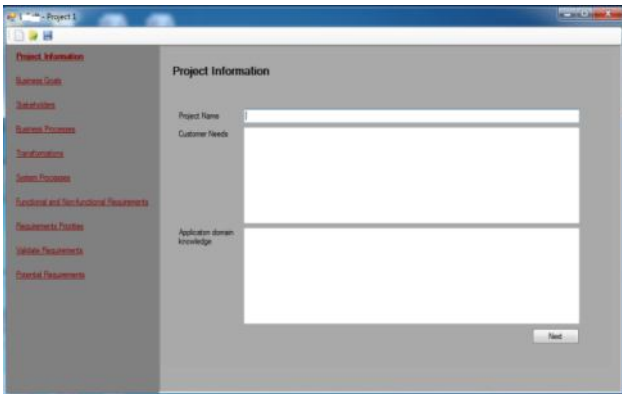 - Project 1
Project Information
Business Goals
Stakeholders
Business Processes
Transformations
System Processes
Functional and Non-functional Requirements
Requirements Priorities
Validate Requirements
Potential Requirements
Project Information
Project Name
Customer Needs
Application domain
knowledge
Next